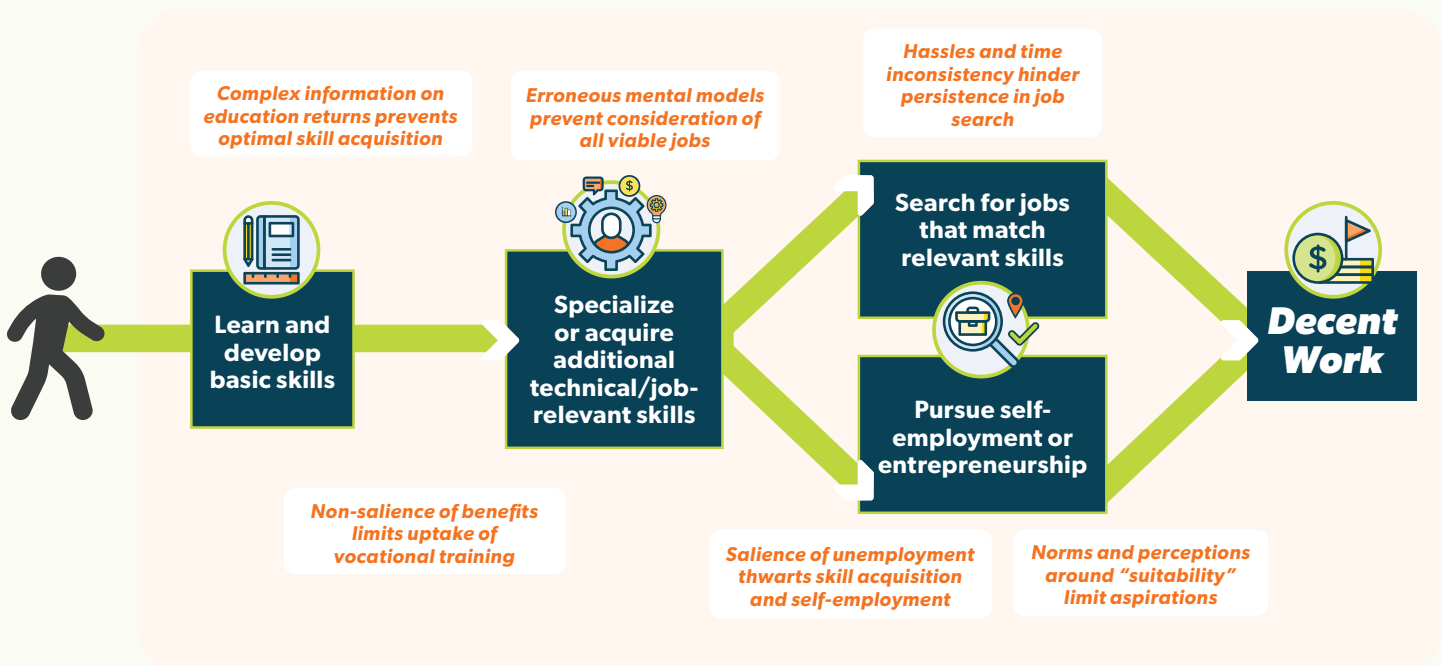 Complex information on
education returns prevents
optimal skill acquisition
Erroneous mental models
prevent consideration of
all viable jobs
Hassles and time
inconsistency hinder
persistence in job
search
Learn and
develop
basic skills
Specialize
or acquire
additional
technical/job-
relevant skills
Search for jobs
that match
relevant skills
Pursue self-
employment or
entrepreneurship
Decent
Work
Non-salience of benefits
limits uptake of
vocational training
Salience of unemployment
thwarts skill acquisition
and self-employment
Norms and perceptions
around “suitability”
limit aspirations